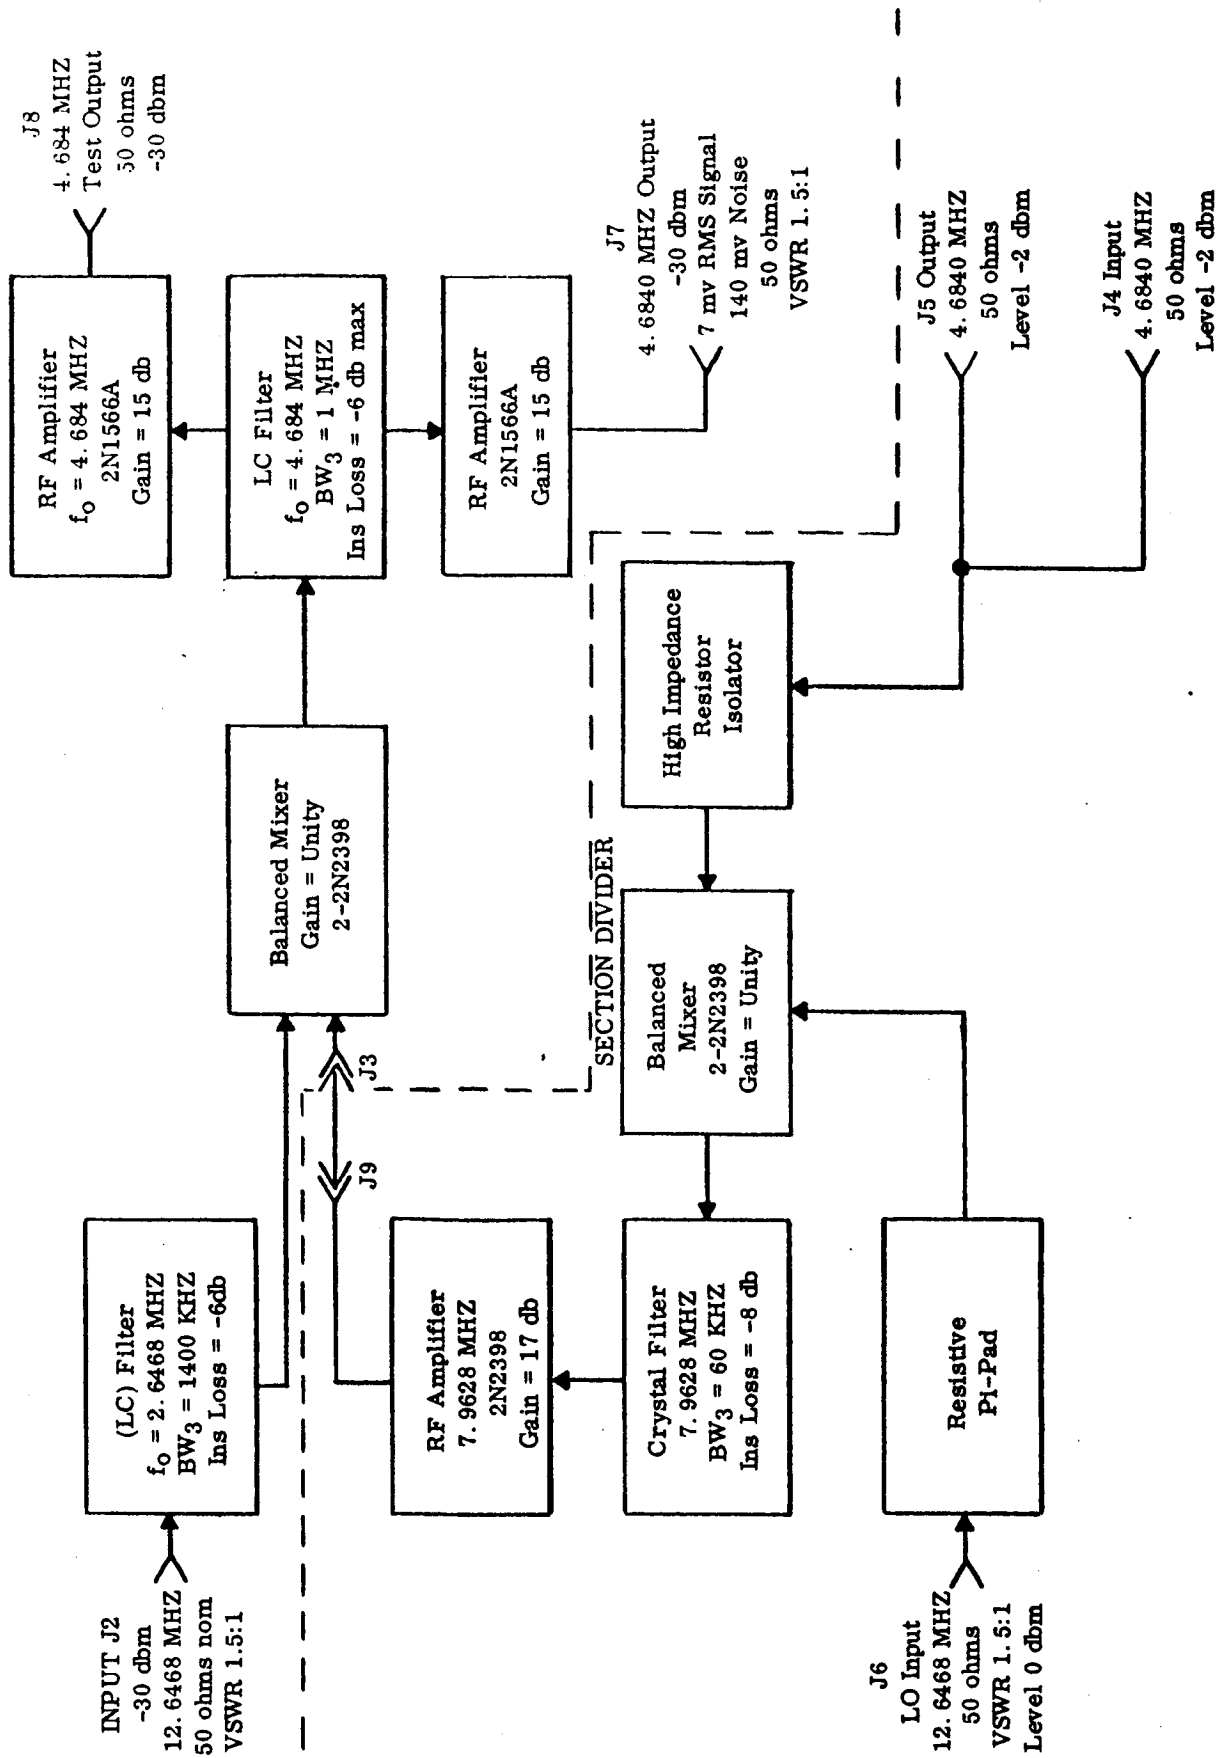 INPUT J2
-30 dbm
12.6468 MHZ
50 ohms nom
VSWR 1.5:1
(LC) Filter
fo = 2.6468 MHZ
BW3 = 1400 KHZ
Ins Loss = -6db
Balanced Mixer
Gain = Unity
2-2N2398
LC Filter
fo = 4.684 MHZ
BW3 = 1 MHZ
Ins Loss = -6 db max
RF Amplifier
fo = 4.684 MHZ
2N1566A
Gain = 15 db
J8
4.684 MHZ
Test Output
50 ohms
-30 dbm
RF Amplifier
2N1566A
Gain = 15 db
J7
4.6840 MHZ Output
-30 dbm
7 mv RMS Signal
140 mv Noise
50 ohms
VSWR 1.5:1
J9
J3
SECTION DIVIDER
RF Amplifier
7.9628 MHZ
2N2398
Gain = 17 db
Crystal Filter
7.9628 MHZ
BW3 = 60 KHZ
Ins Loss = -8 db
Balanced
Mixer
2-2N2398
Gain = Unity
High Impedance
Resistor
Isolator
J5 Output
4.6840 MHZ
50 ohms
Level -2 dbm
J4 Input
4.6840 MHZ
50 ohms
Level -2 dbm
J6
LO Input
12.6468 MHZ
50 ohms
VSWR 1.5:1
Level 0 dbm
Resistive
Pi-Pad